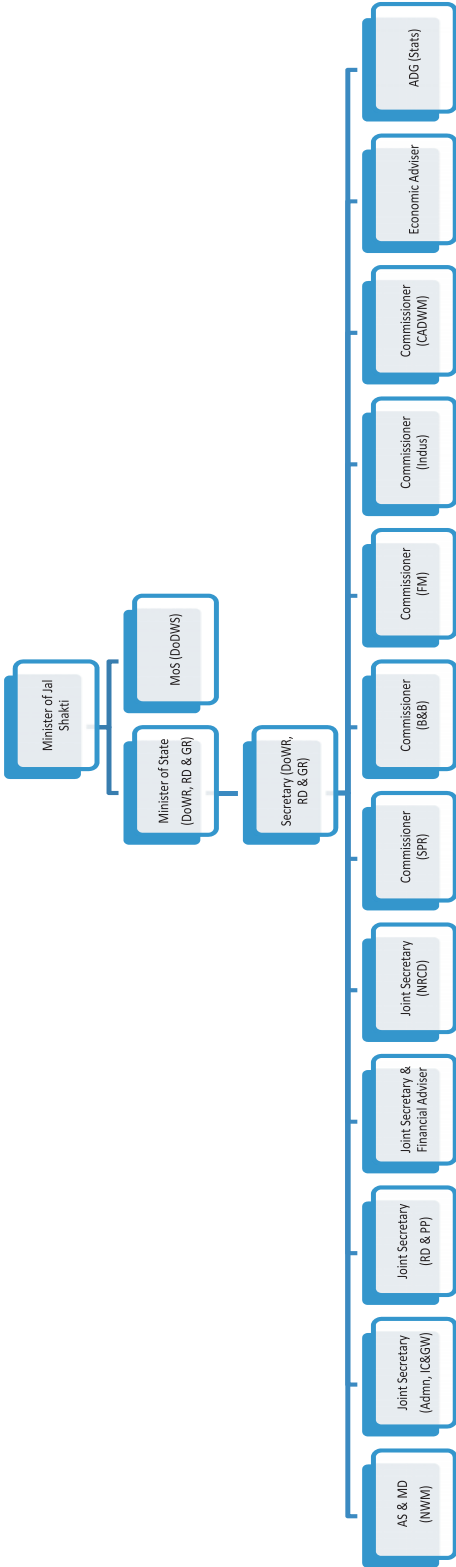 Minister of Jal
Shakti
Minister of State
(DoWR, RD & GR)
MoS (DoDWS)
Secretary (DoWR,
RD & GR)
AS & MD
(NWM)
Joint Secretary
(Admn, IC&GW)
Joint Secretary
(RD & PP)
Joint Secretary &
Financial Adviser
Joint Secretary
(NRCD)
Commissioner
(SPR)
Commissioner
(B&B)
Commissioner
(FM)
Commissioner
(Indus)
Commissioner
(CADWM)
Economic Adviser
ADG (Stats)